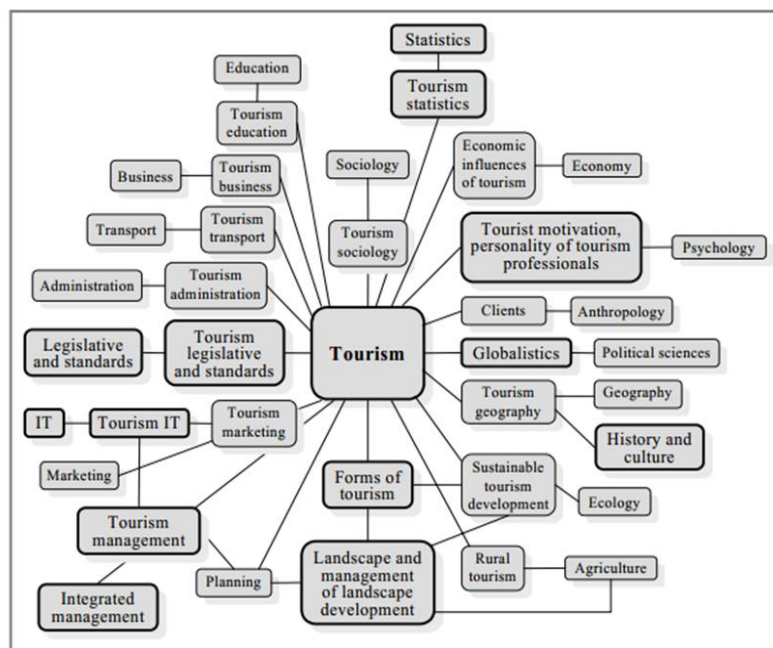 Statistics
Education
Tourism
statistics
Tourism
education
Economic
influences
of tourism
Economy
Sociology
Business
Tourism
business
Tourist motivation,
personality of tourism
professionals
Psychology
Transport
Tourism
transport
Tourism
sociology
Administration
Tourism
administration
Clients
Anthropology
Legislative
and standards
Tourism
legislative
and standards
Tourism
Globalistics
Political sciences
Tourism
geography
Geography
IT
Tourism IT
Tourism
marketing
History and
culture
Marketing
Forms of
tourism
Sustainable
tourism
development
Ecology
Tourism
management
Planning
Landscape and
management
of landscape
development
Rural
tourism
Agriculture
Integrated
management